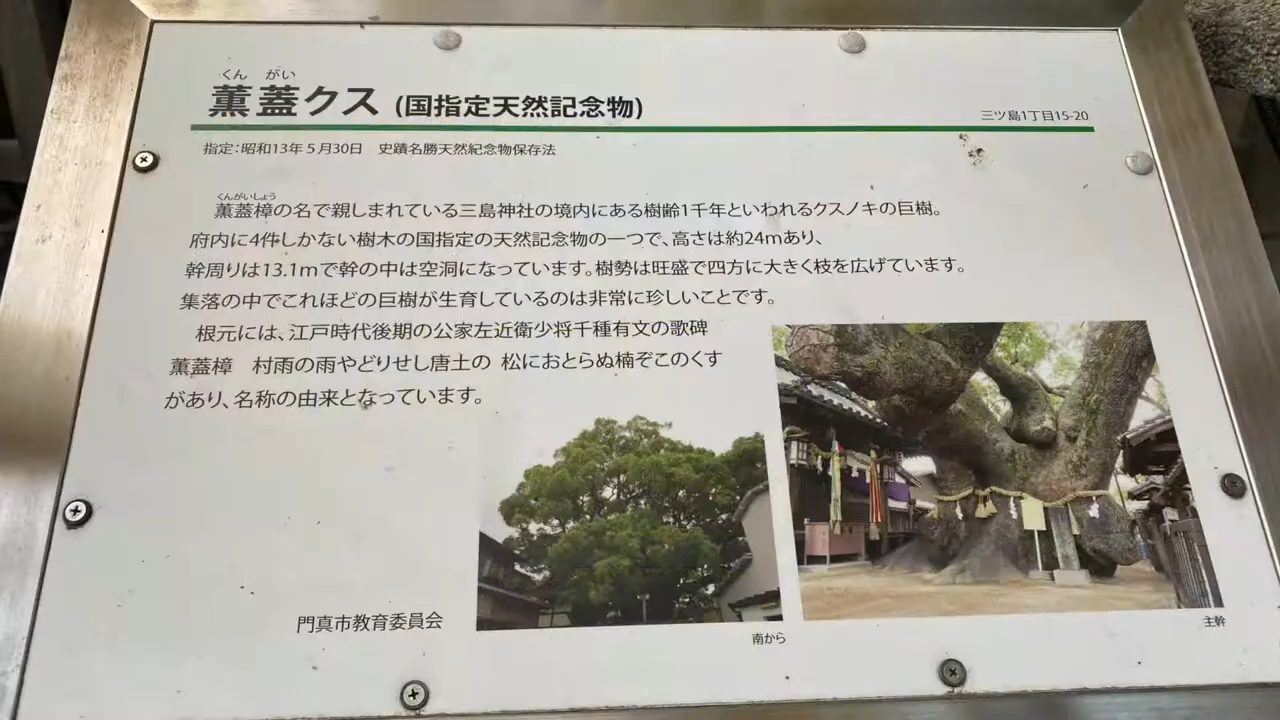 くん がい
薫蓋クス (国指定天然記念物)
三ツ島1丁目15-20
指定:昭和13年5月30日 史蹟名勝天然紀念物保存法
くんがいしょう
薫蓋樟の名で親しまれている三島神社の境内にある樹齢1千年といわれるクスノキの巨樹。
府内に4件しかない樹木の国指定の天然記念物の一つで、高さは約24mあり、
幹周りは13.1mで幹の中は空洞になっています。樹勢は旺盛で四方に大きく枝を広げています。
集落の中でこれほどの巨樹が生育しているのは非常に珍しいことです。
根元には、江戸時代後期の公家左近衛少将千種有文の歌碑
薫蓋樟 村雨の雨やどりせし唐土の 松におとらぬ楠ぞこのくす
があり、名称の由来となっています。
門真市教育委員会
南から
主幹